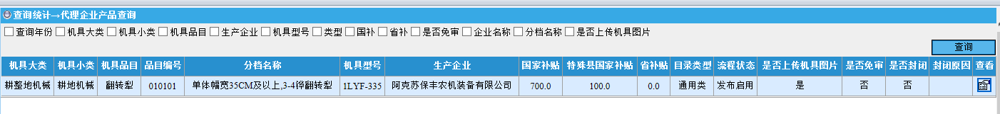 查询统计→代理企业产品查询
查询年份 机具大类 机具小类 机具品目 生产企业 机具型号 类型 国补 省补 是否免审 企业名称 分档名称 是否上传机具图片
查询
机具大类 机具小类 机具品目 品目编号 分档名称 机具型号 生产企业 国家补贴 特殊县国家补贴 省补贴 目录类型 流程状态 是否上传机具图片 是否免审 是否封闭 封闭原因 查看
耕整地机械 耕地机械 翻转犁 010101 单体幅宽35CM及以上,3-4铧翻转犁 1LYF-335 阿克苏保丰农机装备有限公司 700.0 100.0 0.0 通用类 发布启用 是 否 否